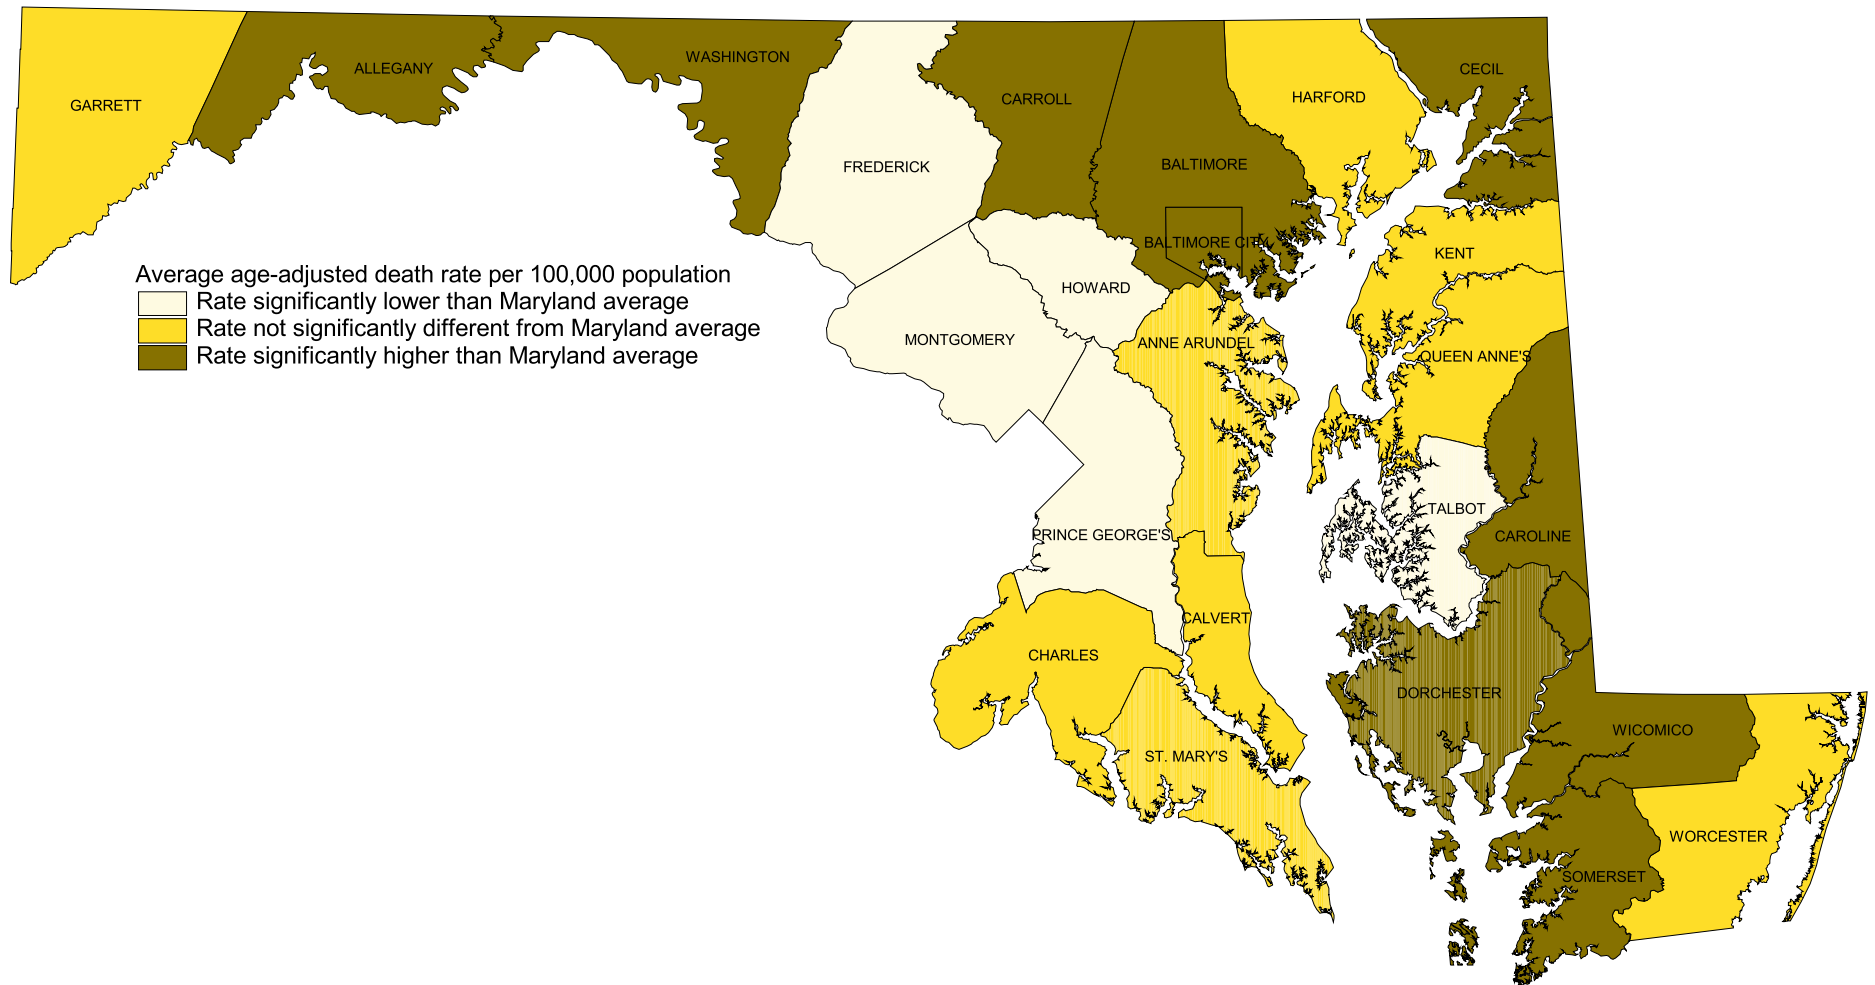 WASHINGTON
ALLEGANY
CECIL
GARRETT
CARROLL
HARFORD
FREDERICK
BALTIMORE
BALTIMORE CITY
KENT
Average age-adjusted death rate per 100,000 population
Rate significantly lower than Maryland average
Rate not significantly different from Maryland average
Rate significantly higher than Maryland average
HOWARD
MONTGOMERY
ANNE ARUNDEL
QUEEN ANNE'S
TALBOT
PRINCE GEORGE'S
CAROLINE
CALVERT
CHARLES
DORCHESTER
WICOMICO
ST. MARY'S
WORCESTER
SOMERSET